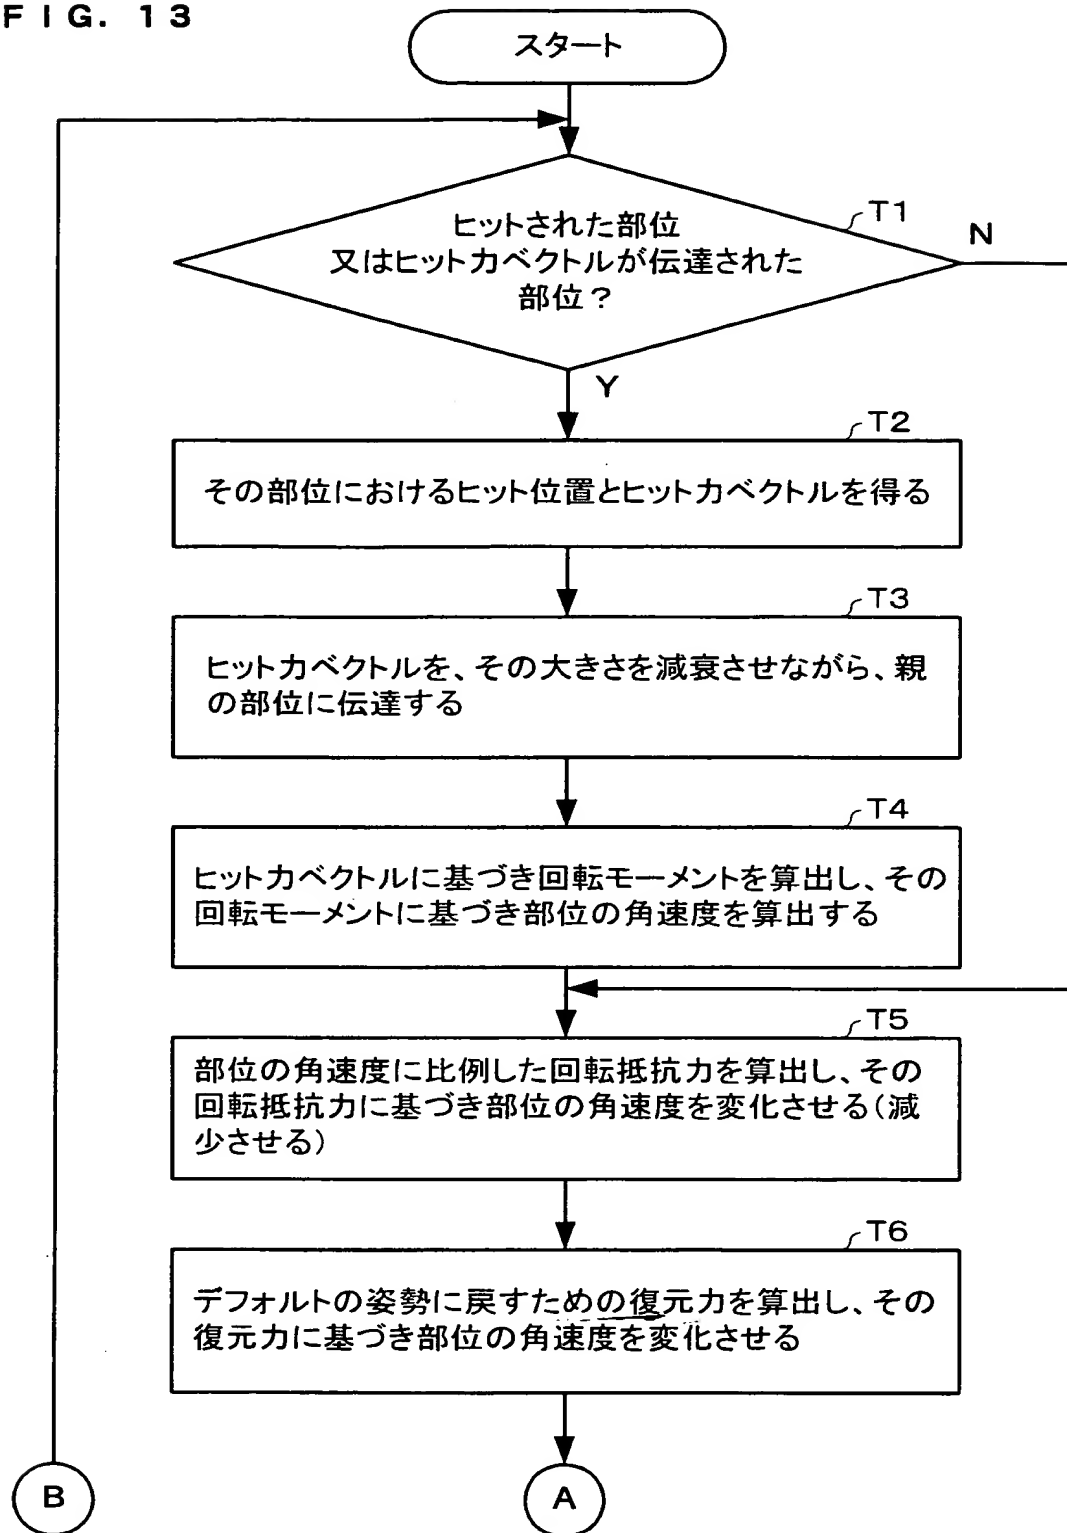 FIG. 13
スタート
T1
N
ヒットされた部位
又はヒット力ベクトルが伝達された
部位？
Y
T2
その部位におけるヒット位置とヒット力ベクトルを得る
T3
ヒット力ベクトルを、その大きさを減衰させながら、親
の部位に伝達する
T4
ヒット力ベクトルに基づき回転モーメントを算出し、その
回転モーメントに基づき部位の角速度を算出する
T5
部位の角速度に比例した回転抵抗力を算出し、その
回転抵抗力に基づき部位の角速度を変化させる(減
少させる)
T6
デフォルトの姿勢に戻すための復元力を算出し、その
復元力に基づき部位の角速度を変化させる
B
A